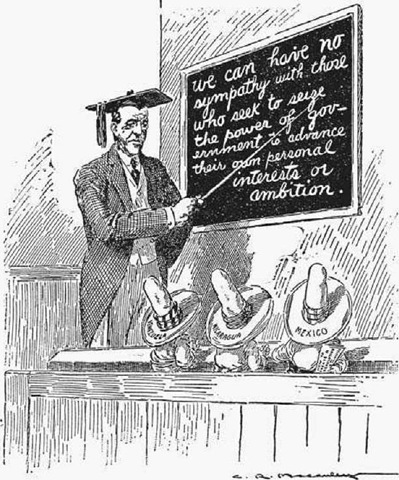 we can have no
sympathy with those
who seek to seize
the power of gov-
ernment to advance
their own personal
interests or
ambition.
MEXICO
C. R. Macauley